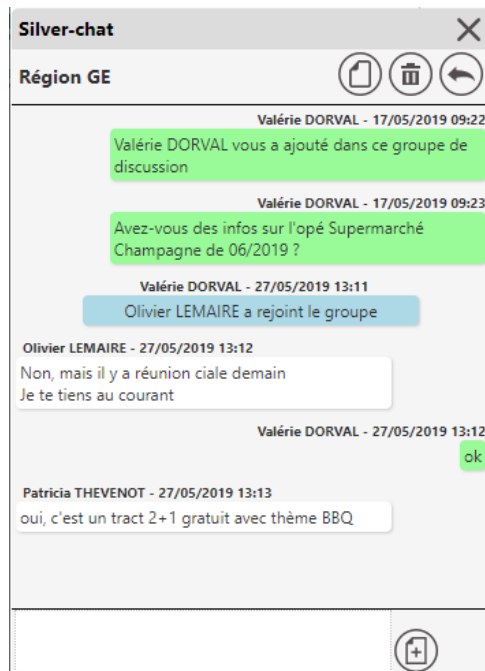 Silver-chat
Région GE
Valérie DORVAL - 17/05/2019 09:22
Valérie DORVAL vous a ajouté dans ce groupe de
discussion
Valérie DORVAL - 17/05/2019 09:23
Avez-vous des infos sur l'opé Supermarché
Champagne de 06/2019 ?
Valérie DORVAL - 27/05/2019 13:11
Olivier LEMAIRE a rejoint le groupe
Olivier LEMAIRE - 27/05/2019 13:12
Non, mais il y a réunion ciale demain
Je te tiens au courant
Valérie DORVAL - 27/05/2019 13:12
ok
Patricia THEVENOT - 27/05/2019 13:13
oui, c'est un tract 2+1 gratuit avec thème BBQ